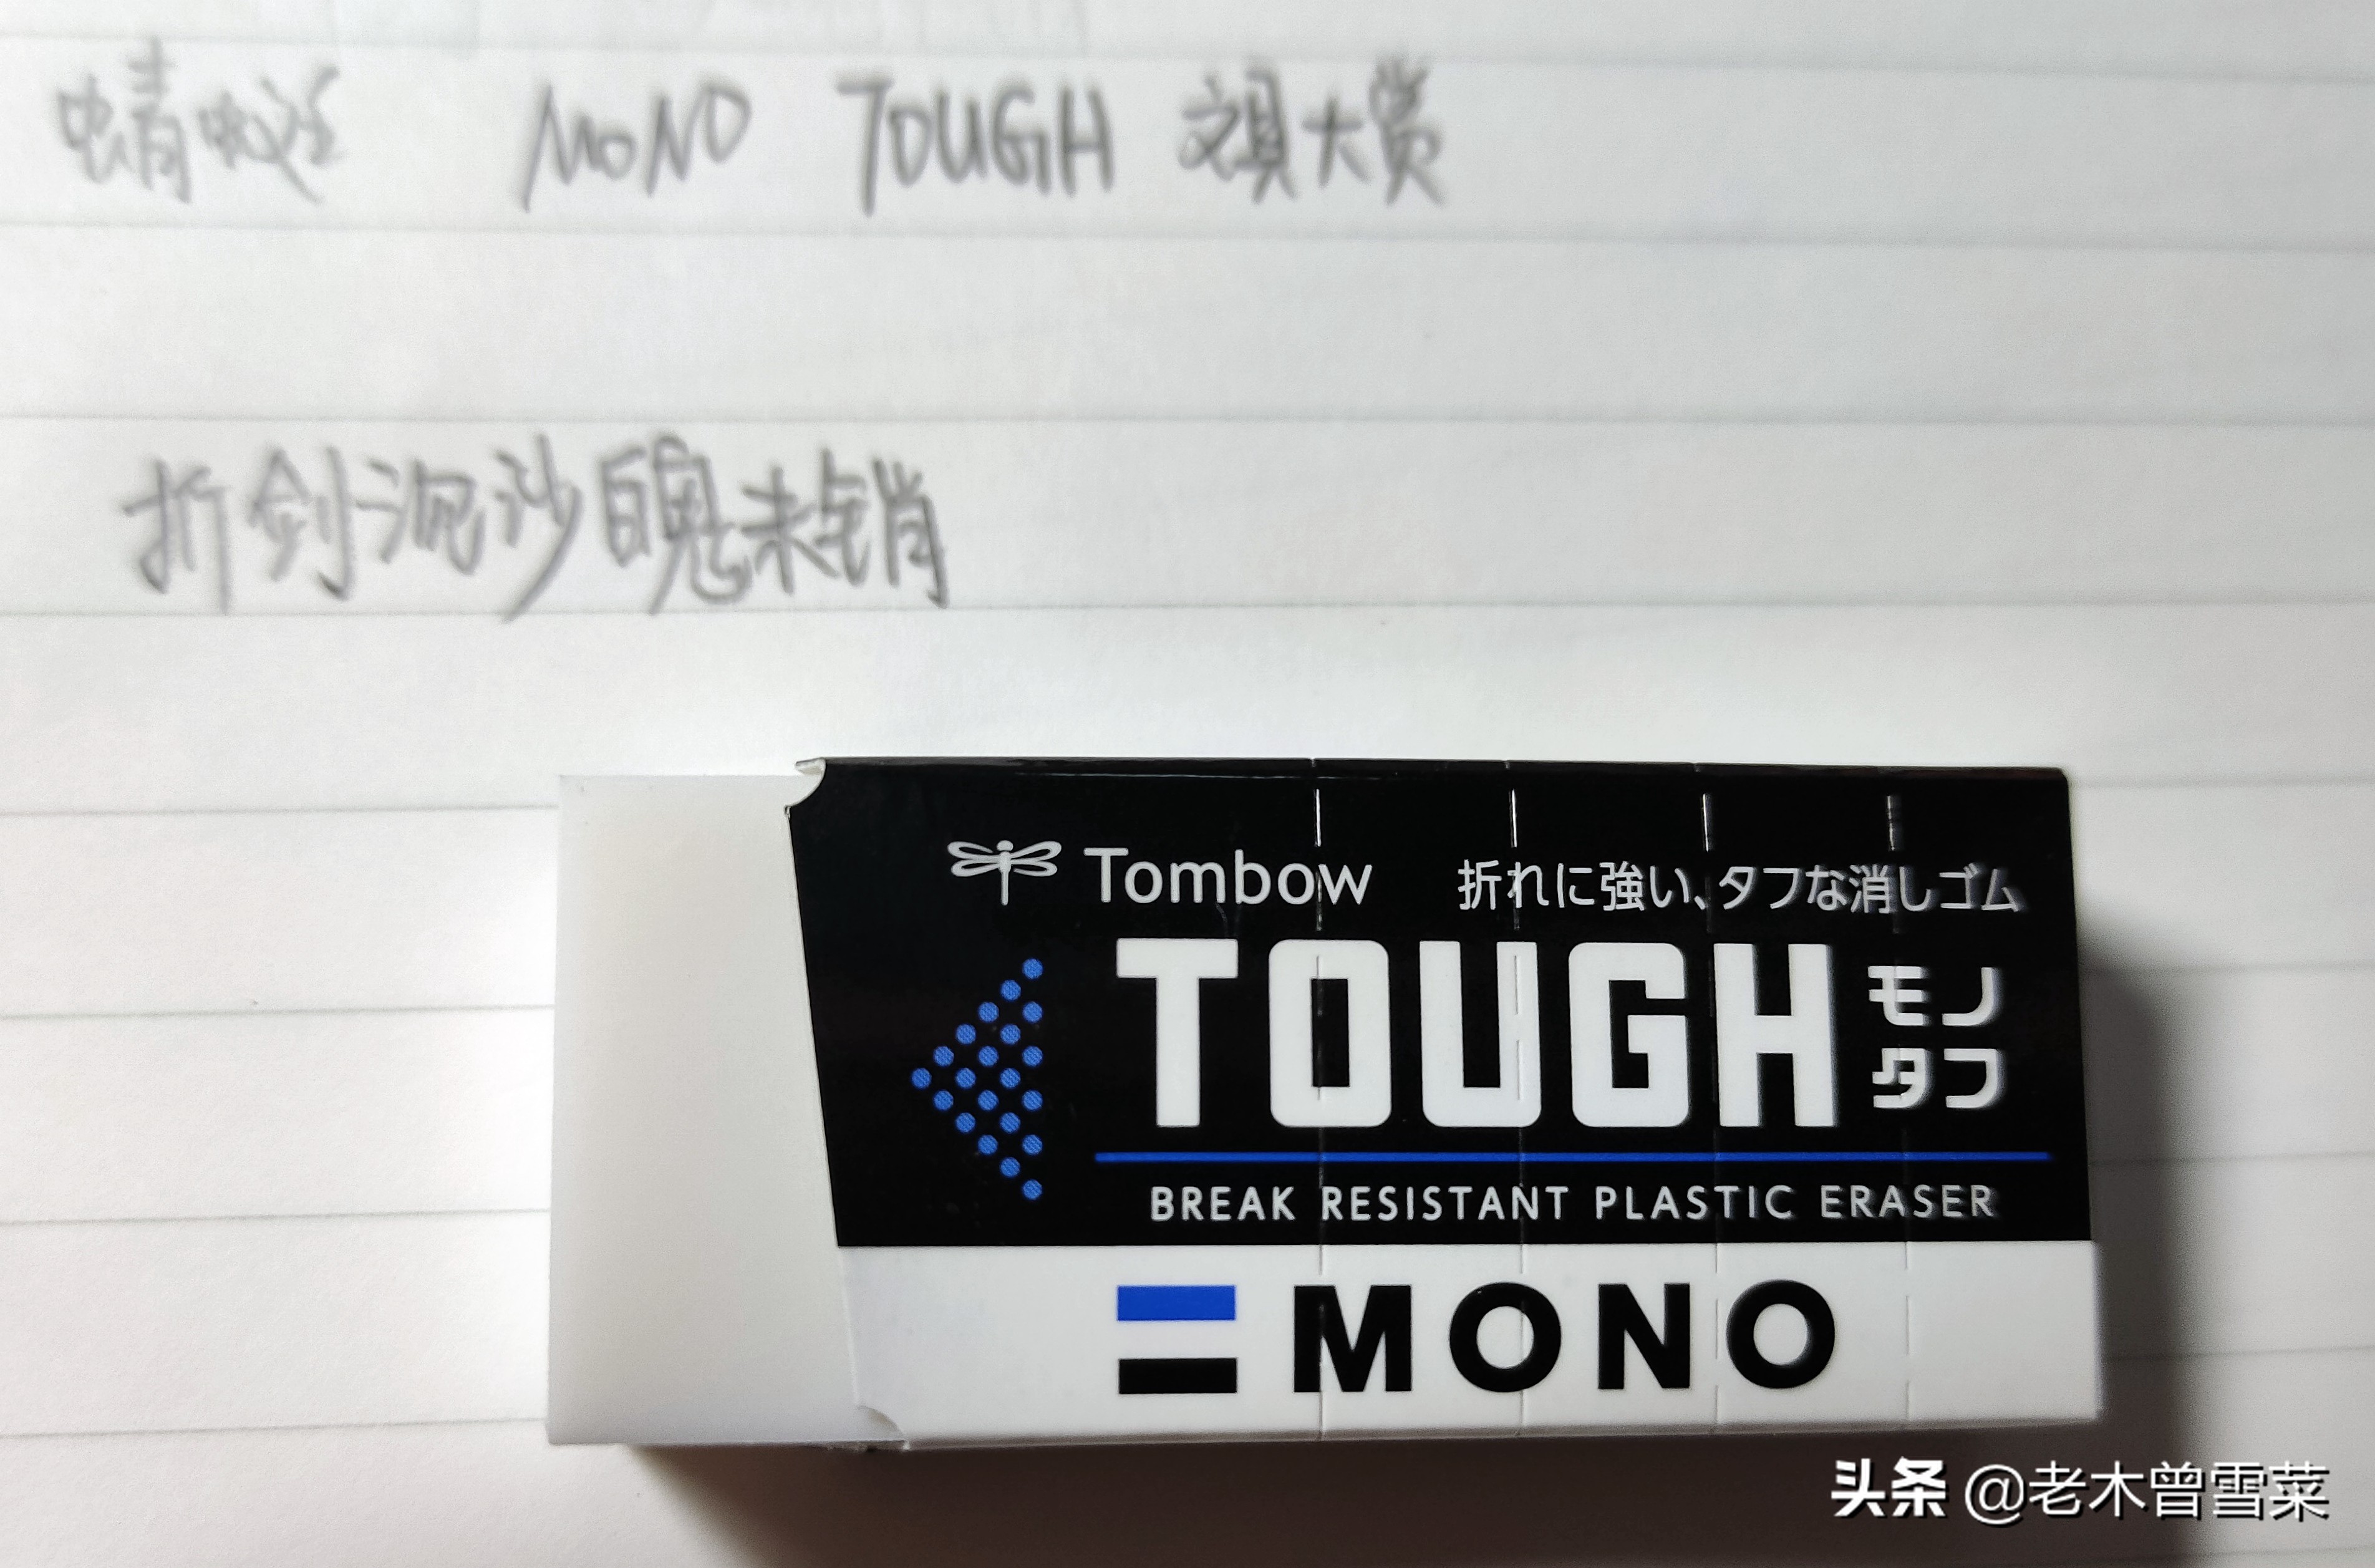 蜻蜓 MONO TOUGH 文具大赏
折剑沉沙魄未销
Tombow 折れに強い、タフな消しゴム
TOUGH モノ
タフ
BREAK RESISTANT PLASTIC ERASER
MONO
头条 @老木曾雪菜